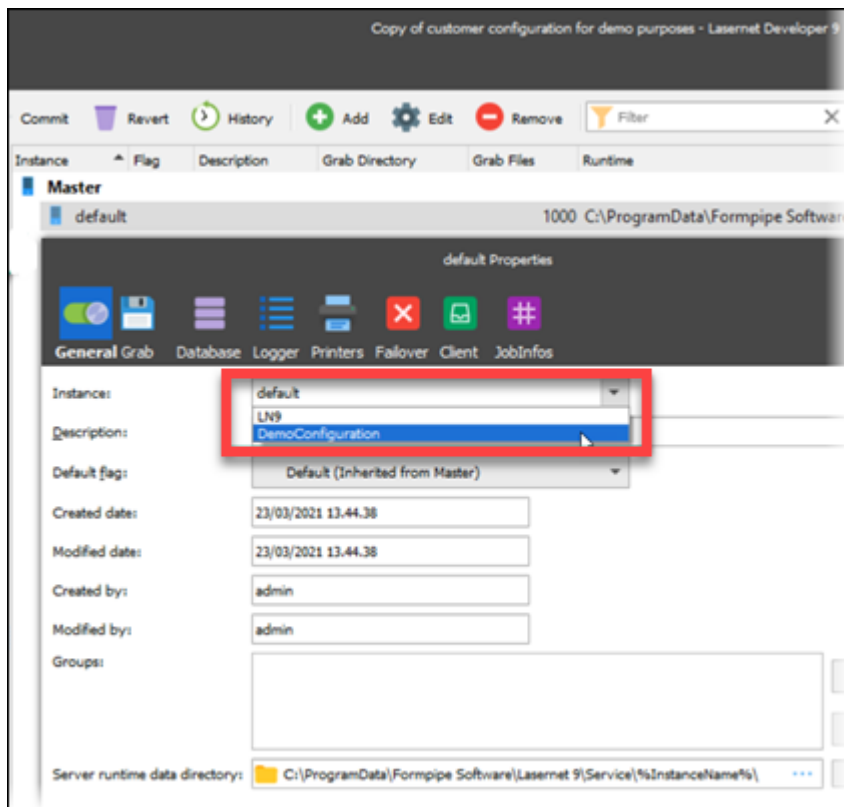 Copy of customer configuration for demo purposes - Lasernet Developer 9
Commit Revert History Add Edit Remove Filter
Instance Flag Description Grab Directory Grab Files Runtime
Master
default 1000 C:\ProgramData\Formpipe Softwar
default Properties
General Grab Database Logger Printers Failover Client JobInfos
Instance: default
LN9
DemoConfiguration
Description:
Default flag: Default (Inherited from Master)
Created date: 23/03/2021 13.44.38
Modified date: 23/03/2021 13.44.38
Created by: admin
Modified by: admin
Groups:
Server runtime data directory: C:\ProgramData\Formpipe Software\Lasernet 9\Service\%InstanceName%\ ...